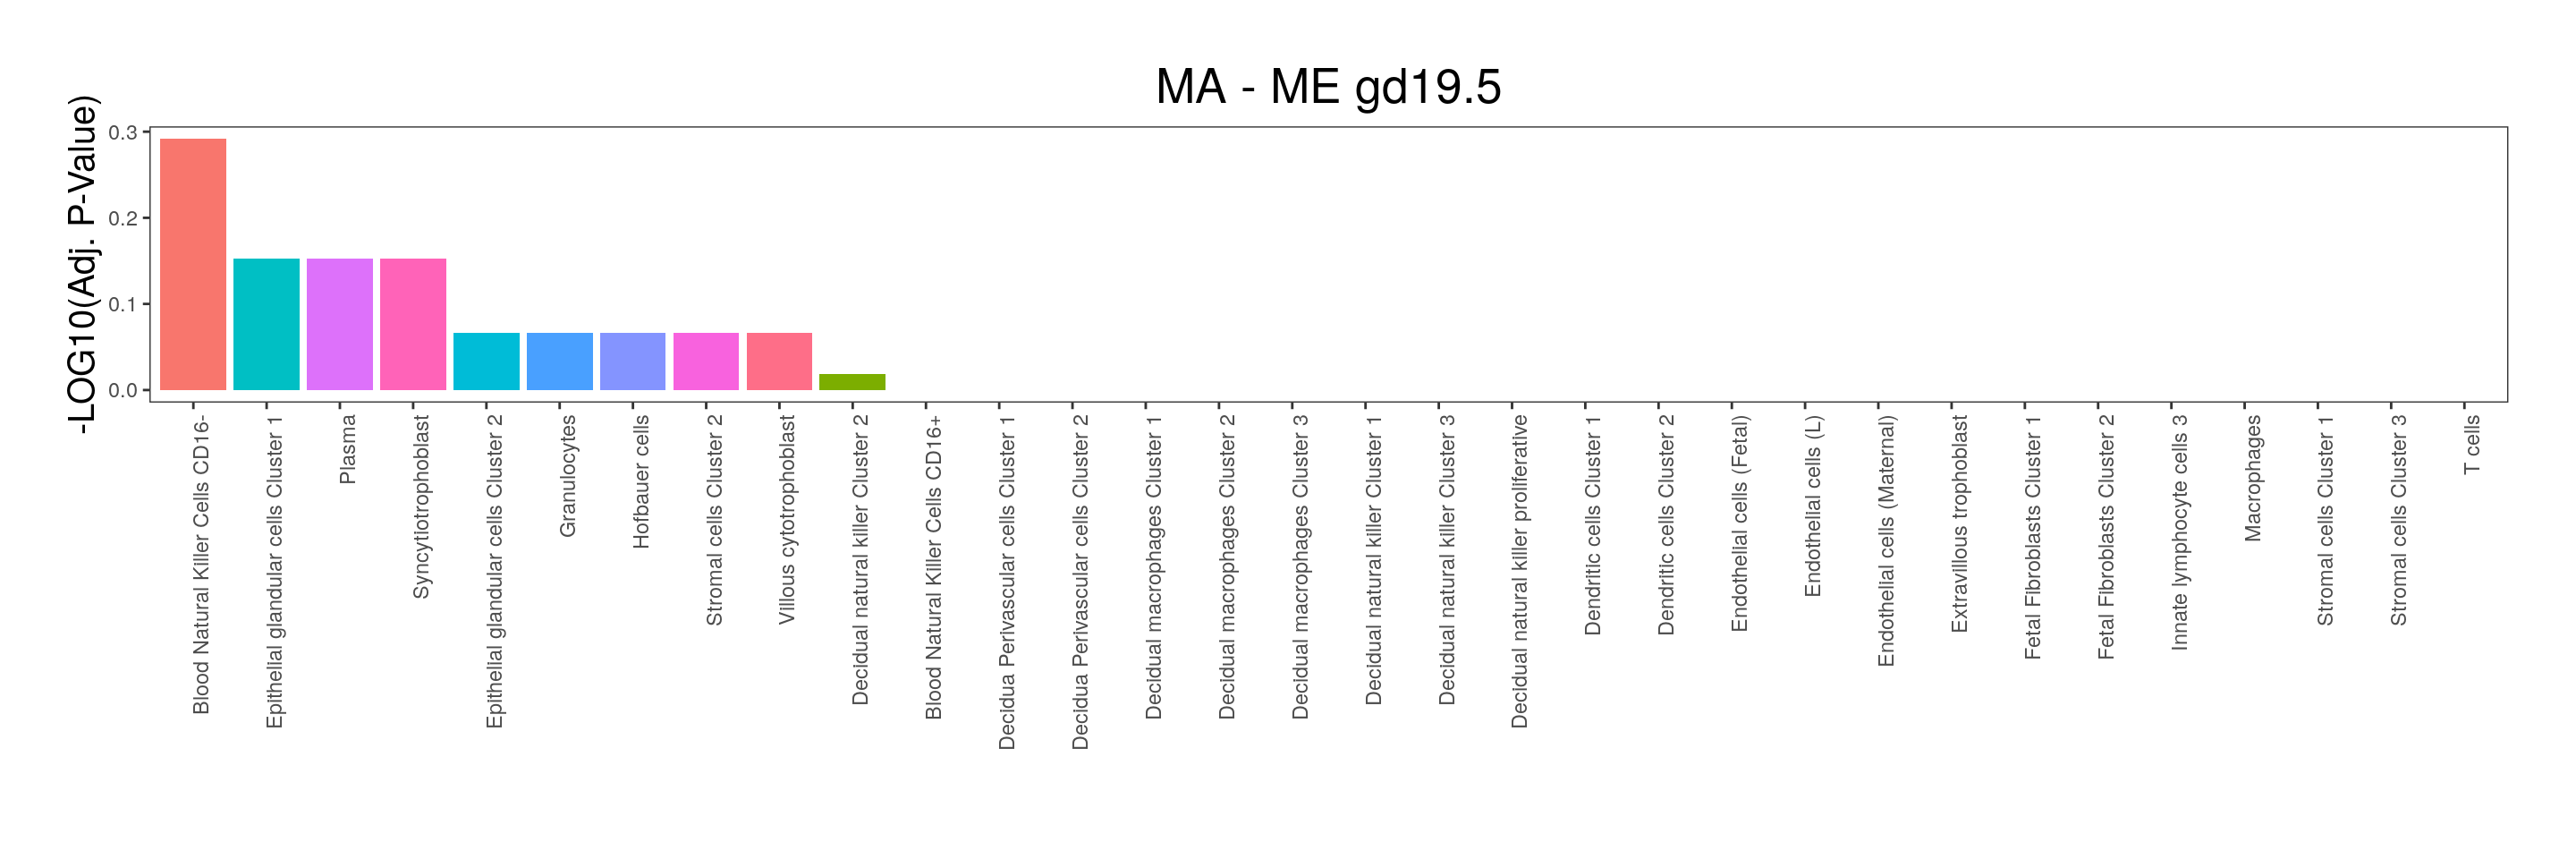 MA - ME gd19.5
-LOG10(Adj. P-Value)
0.3
0.2
0.1
0.0
Blood Natural Killer Cells CD16-
Epithelial glandular cells Cluster 1
Plasma
Syncytiotrophoblast
Epithelial glandular cells Cluster 2
Granulocytes
Hofbauer cells
Stromal cells Cluster 2
Villous cytotrophoblast
Decidual natural killer Cluster 2
Blood Natural Killer Cells CD16+
Decidua Perivascular cells Cluster 1
Decidua Perivascular cells Cluster 2
Decidual macrophages Cluster 1
Decidual macrophages Cluster 2
Decidual macrophages Cluster 3
Decidual natural killer Cluster 1
Decidual natural killer Cluster 3
Decidual natural killer proliferative
Dendritic cells Cluster 1
Dendritic cells Cluster 2
Endothelial cells (Fetal)
Endothelial cells (L)
Endothelial cells (Maternal)
Extravillous trophoblast
Fetal Fibroblasts Cluster 1
Fetal Fibroblasts Cluster 2
Innate lymphocyte cells 3
Macrophages
Stromal cells Cluster 1
Stromal cells Cluster 3
T cells